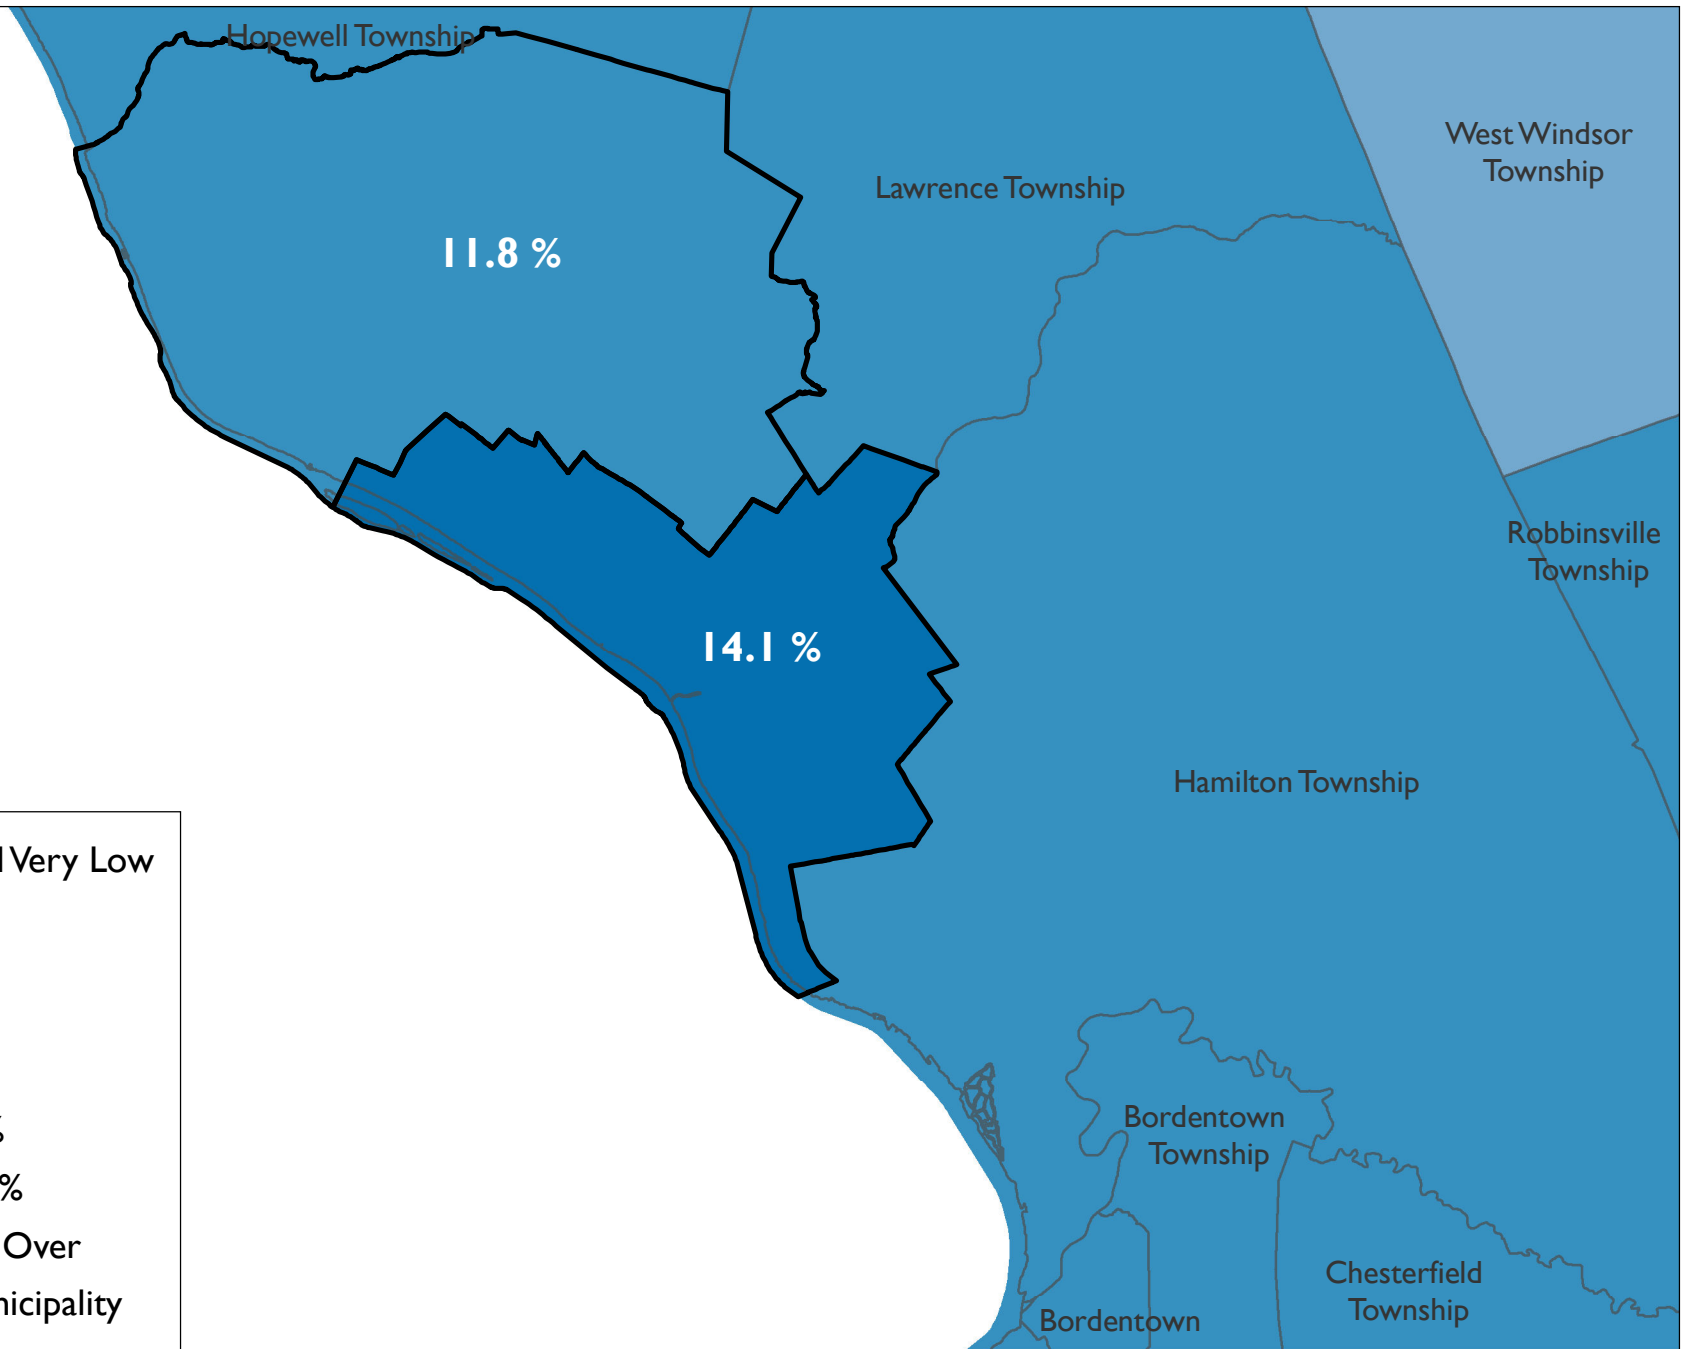 Hopewell Township
West Windsor
Township
Lawrence Township
11.8 %
Robbinsville
Township
14.1 %
Hamilton Township
Very Low
%
%
Over
Bordentown
Township
Chesterfield
Township
Bordentown